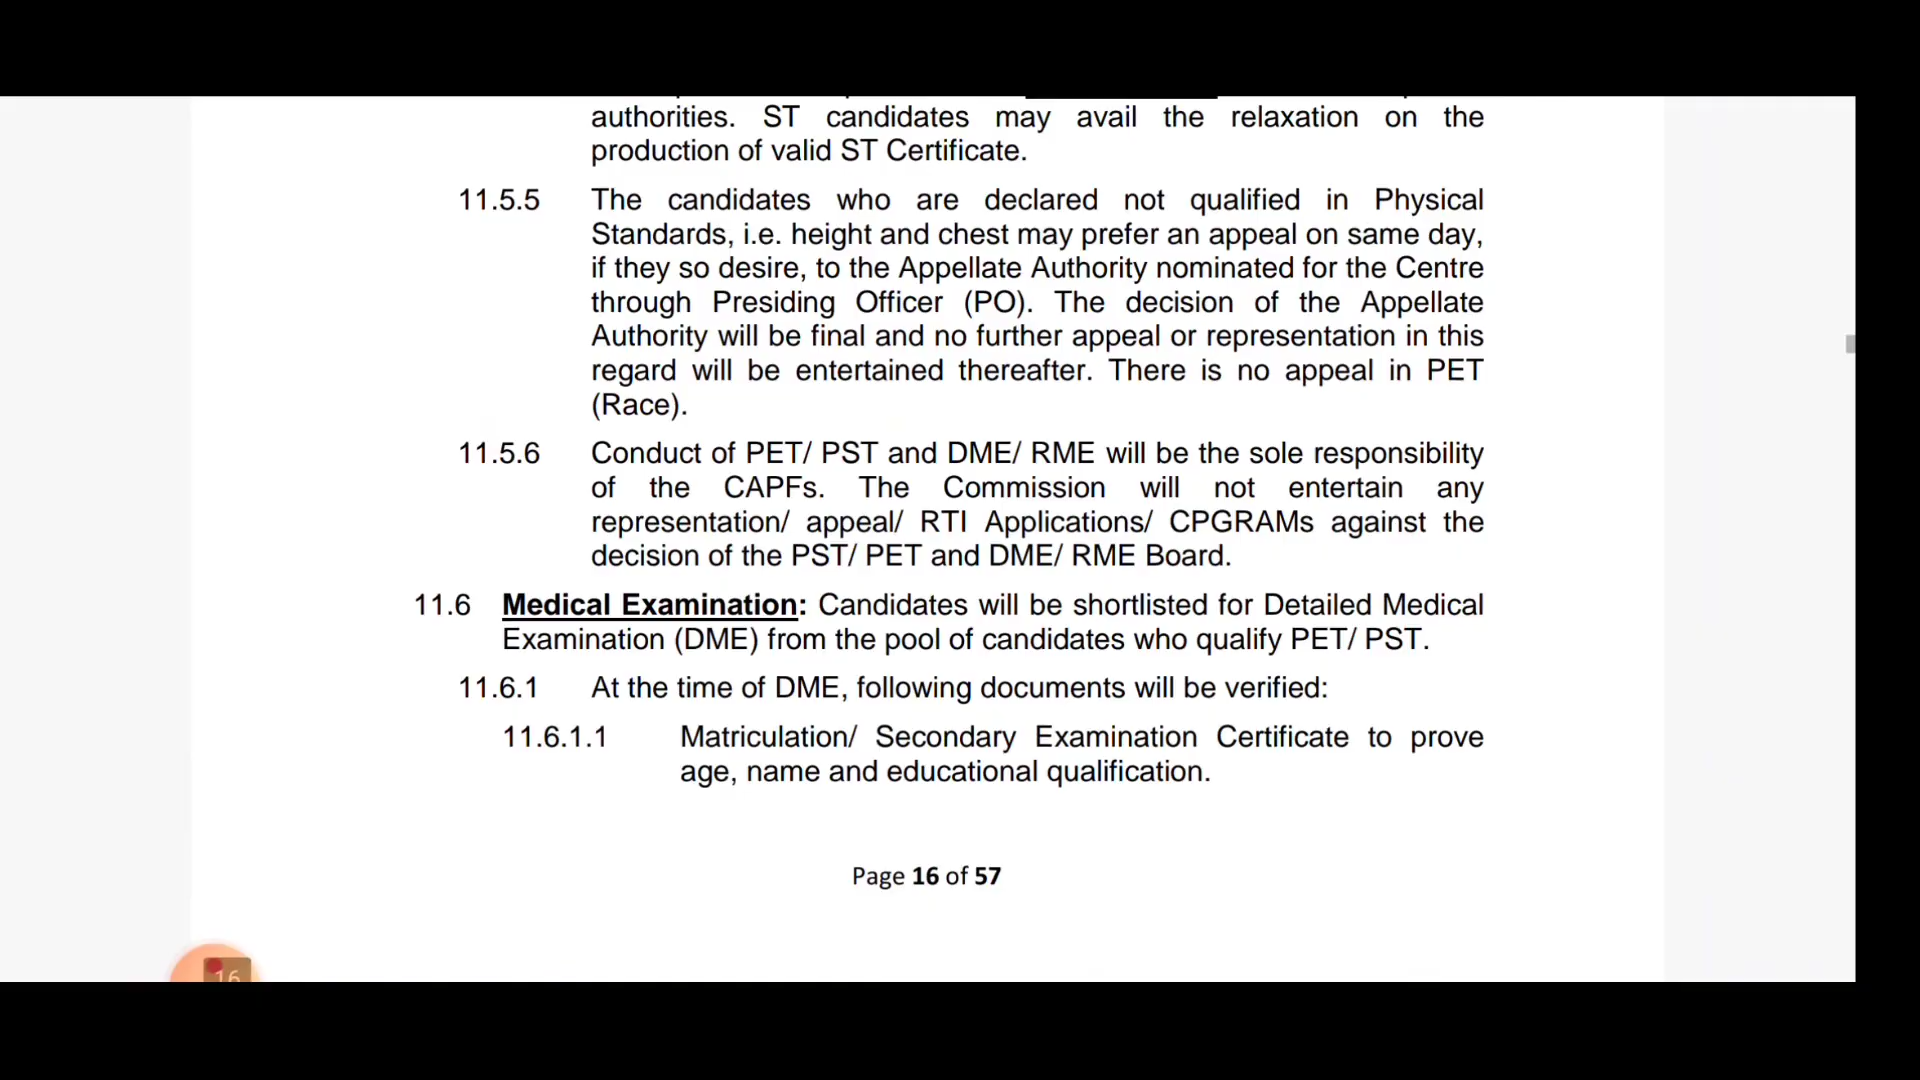 authorities. ST candidates may avail the relaxation on the
production of valid ST Certificate.
11.5.5 The candidates who are declared not qualified in Physical
Standards, i.e. height and chest may prefer an appeal on same day,
if they so desire, to the Appellate Authority nominated for the Centre
through Presiding Officer (PO). The decision of the Appellate
Authority will be final and no further appeal or representation in this
regard will be entertained thereafter. There is no appeal in PET
(Race).
11.5.6 Conduct of PET/ PST and DME/ RME will be the sole responsibility
of the CAPFs. The Commission will not entertain any
representation/ appeal/ RTI Applications/ CPGRAMs against the
decision of the PST/ PET and DME/ RME Board.
11.6 Medical Examination: Candidates will be shortlisted for Detailed Medical
Examination (DME) from the pool of candidates who qualify PET/ PST.
11.6.1 At the time of DME, following documents will be verified:
11.6.1.1 Matriculation/ Secondary Examination Certificate to prove
age, name and educational qualification.
Page 16 of 57
16